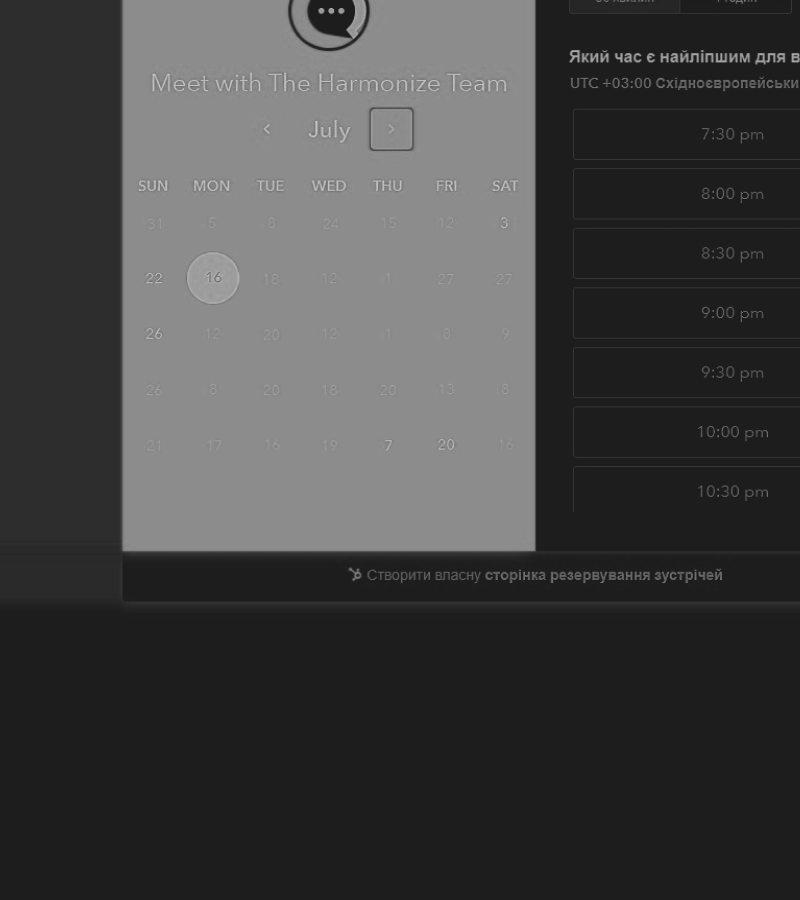 Meet with The Harmonize Team
July
SUN MON TUE WED THU FRI SAT
31 5 8 24 15 12 3
22 16 18 12 1 27 27
26 12 20 12 1 8 9
26 8 20 18 20 13 8
21 17 16 19 7 20 16
Який час є найліпшим для в
UTC +03:00 Східноєвропейськи
7:30 pm
8:00 pm
8:30 pm
9:00 pm
9:30 pm
10:00 pm
10:30 pm
Створити власну сторінка резервування зустрічей